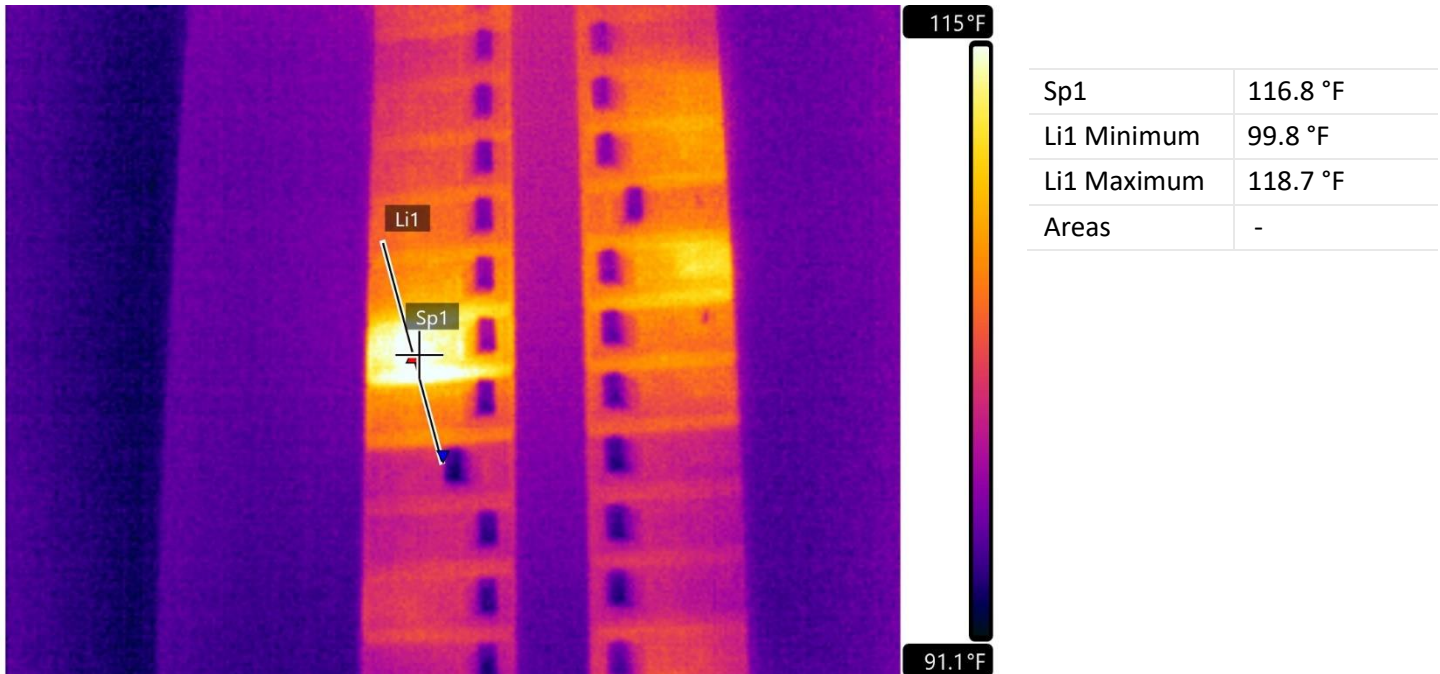 115°F
Li1
Sp1
91.1°F
Sp1 116.8 °F
Li1 Minimum 99.8 °F
Li1 Maximum 118.7 °F
Areas -